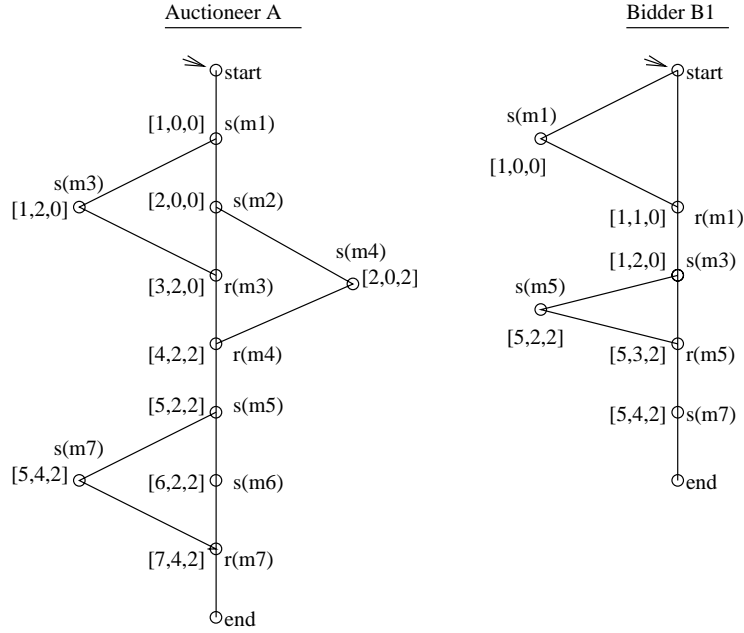 Auctioneer A
start
[1,0,0] s(m1)
s(m3)
[1,2,0]
[2,0,0] s(m2)
s(m4)
[2,0,2]
[3,2,0] r(m3)
[4,2,2] r(m4)
[5,2,2] s(m5)
s(m7)
[5,4,2]
[6,2,2] s(m6)
[7,4,2] r(m7)
end
Bidder B1
start
s(m1)
[1,0,0]
[1,1,0] r(m1)
[1,2,0] s(m3)
s(m5)
[5,2,2]
[5,3,2] r(m5)
[5,4,2] s(m7)
end